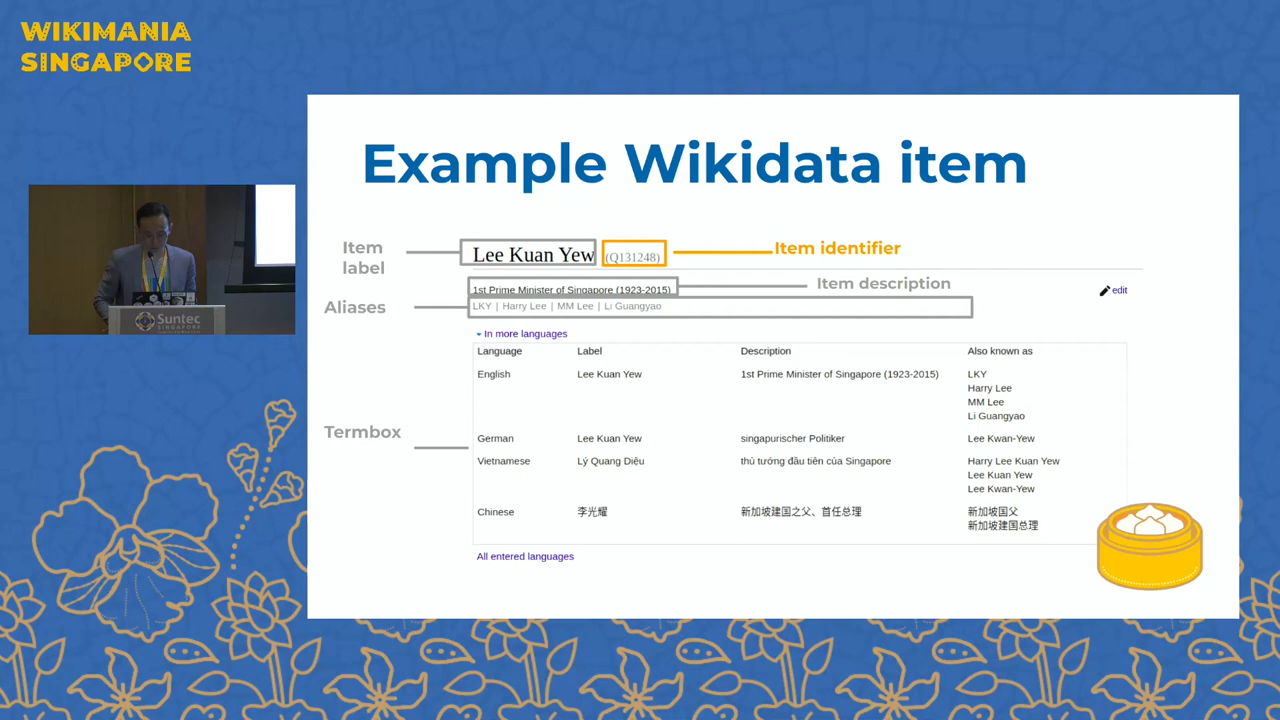 WIKIMANIA
SINGAPORE
Example Wikidata item
Item label
Lee Kuan Yew (Q131248)
Item identifier
1st Prime Minister of Singapore (1923-2015)
Item description
edit
Aliases
LKY | Harry Lee | MM Lee | Li Guangyao
In more languages
Language Label Description Also known as
English Lee Kuan Yew 1st Prime Minister of Singapore (1923-2015) LKY
Harry Lee
MM Lee
Li Guangyao
Termbox
German Lee Kuan Yew singapurischer Politiker Lee Kwan-Yew
Vietnamese Lý Quang Diệu thủ tướng đầu tiên của Singapore Harry Lee Kuan Yew
Lee Kuan Yew
Lee Kwan-Yew
Chinese 李光耀 新加坡建国之父、首任总理 新加坡国父
新加坡建国总理
All entered languages
Suntec
SINGAPORE